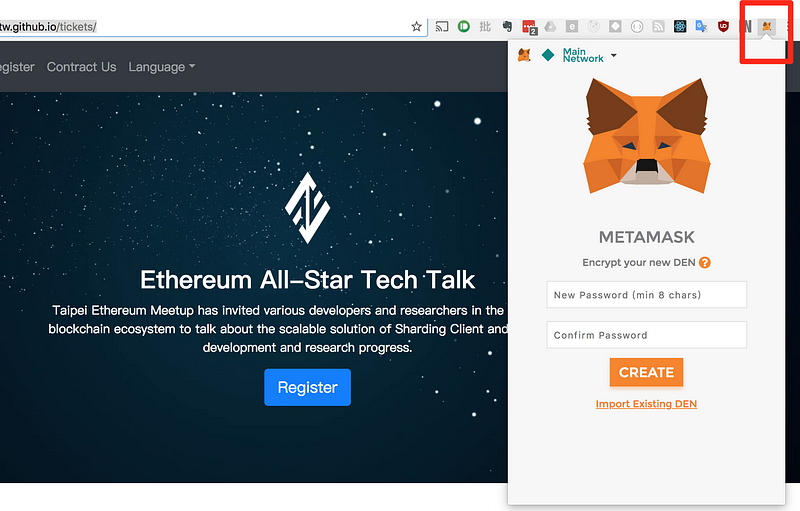 tw.github.io/tickets/
egister Contract Us Language
Main
Network
Ethereum All-Star Tech Talk
Taipei Ethereum Meetup has invited various developers and researchers in the
blockchain ecosystem to talk about the scalable solution of Sharding Client and
development and research progress.
Register
METAMASK
Encrypt your new DEN ?
New Password (min 8 chars)
Confirm Password
CREATE
Import Existing DEN